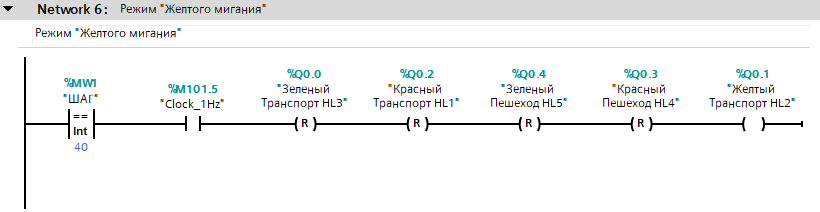 Network 6: Режим "Желтого мигания"
Режим "Желтого мигания"
%MW1
"ШАГ"
==
Int
40
%M101.5
"Clock_1Hz"
%Q0.0
"Зеленый
Транспорт HL3"
R
%Q0.2
"Красный
Транспорт HL1"
R
%Q0.4
"Зеленый
Пешеход HL5"
R
%Q0.3
"Красный
Пешеход HL4"
R
%Q0.1
"Желтый
Транспорт HL2"